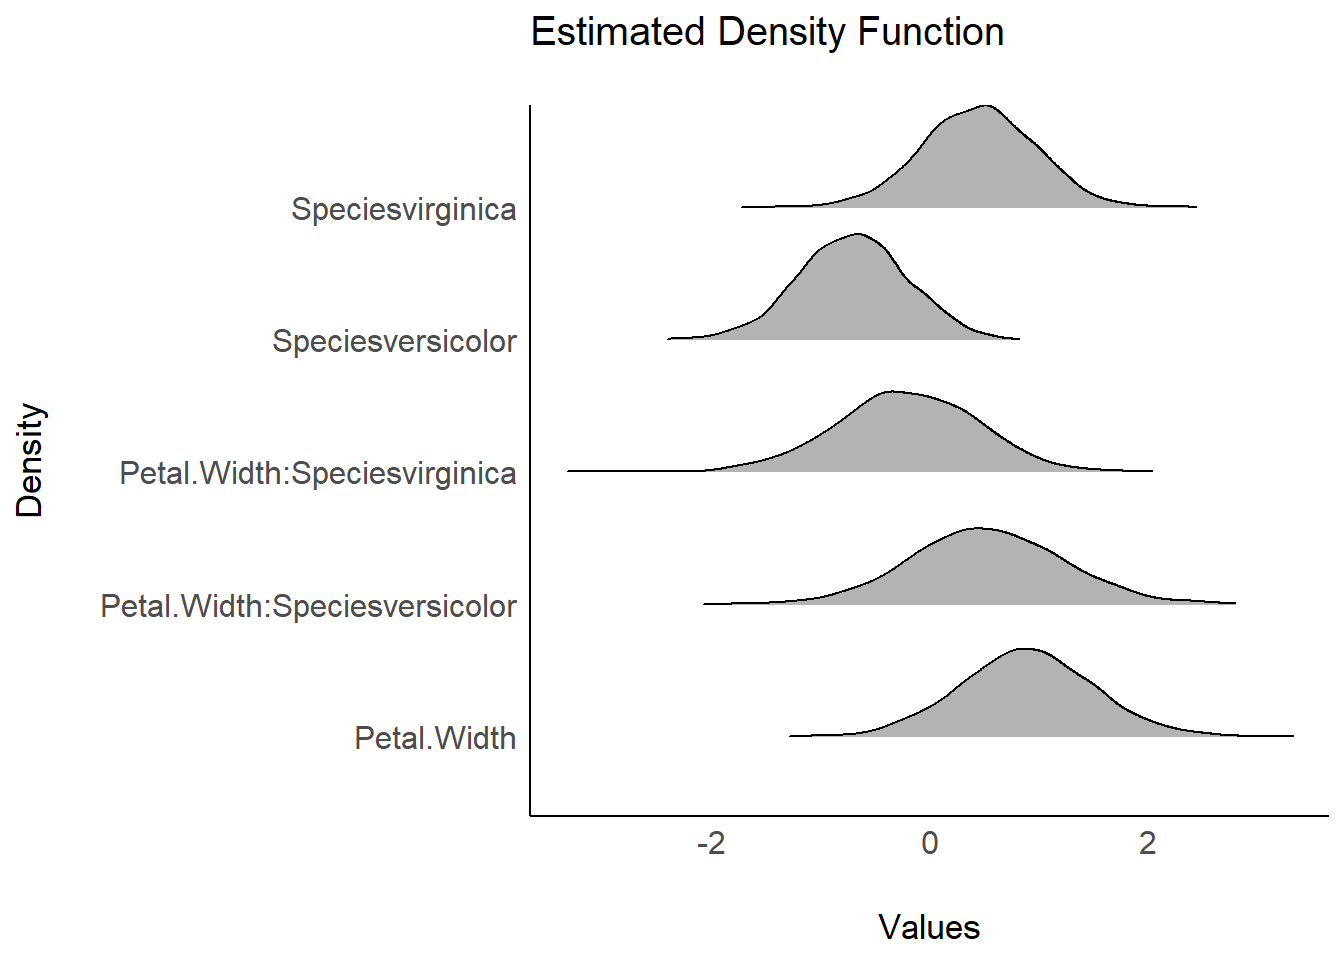 Estimated Density Function
Speciesvirginica
Speciesversicolor
Petal.Width:Speciesvirginica
Petal.Width:Speciesversicolor
Petal.Width
Density
-2
0
2
Values